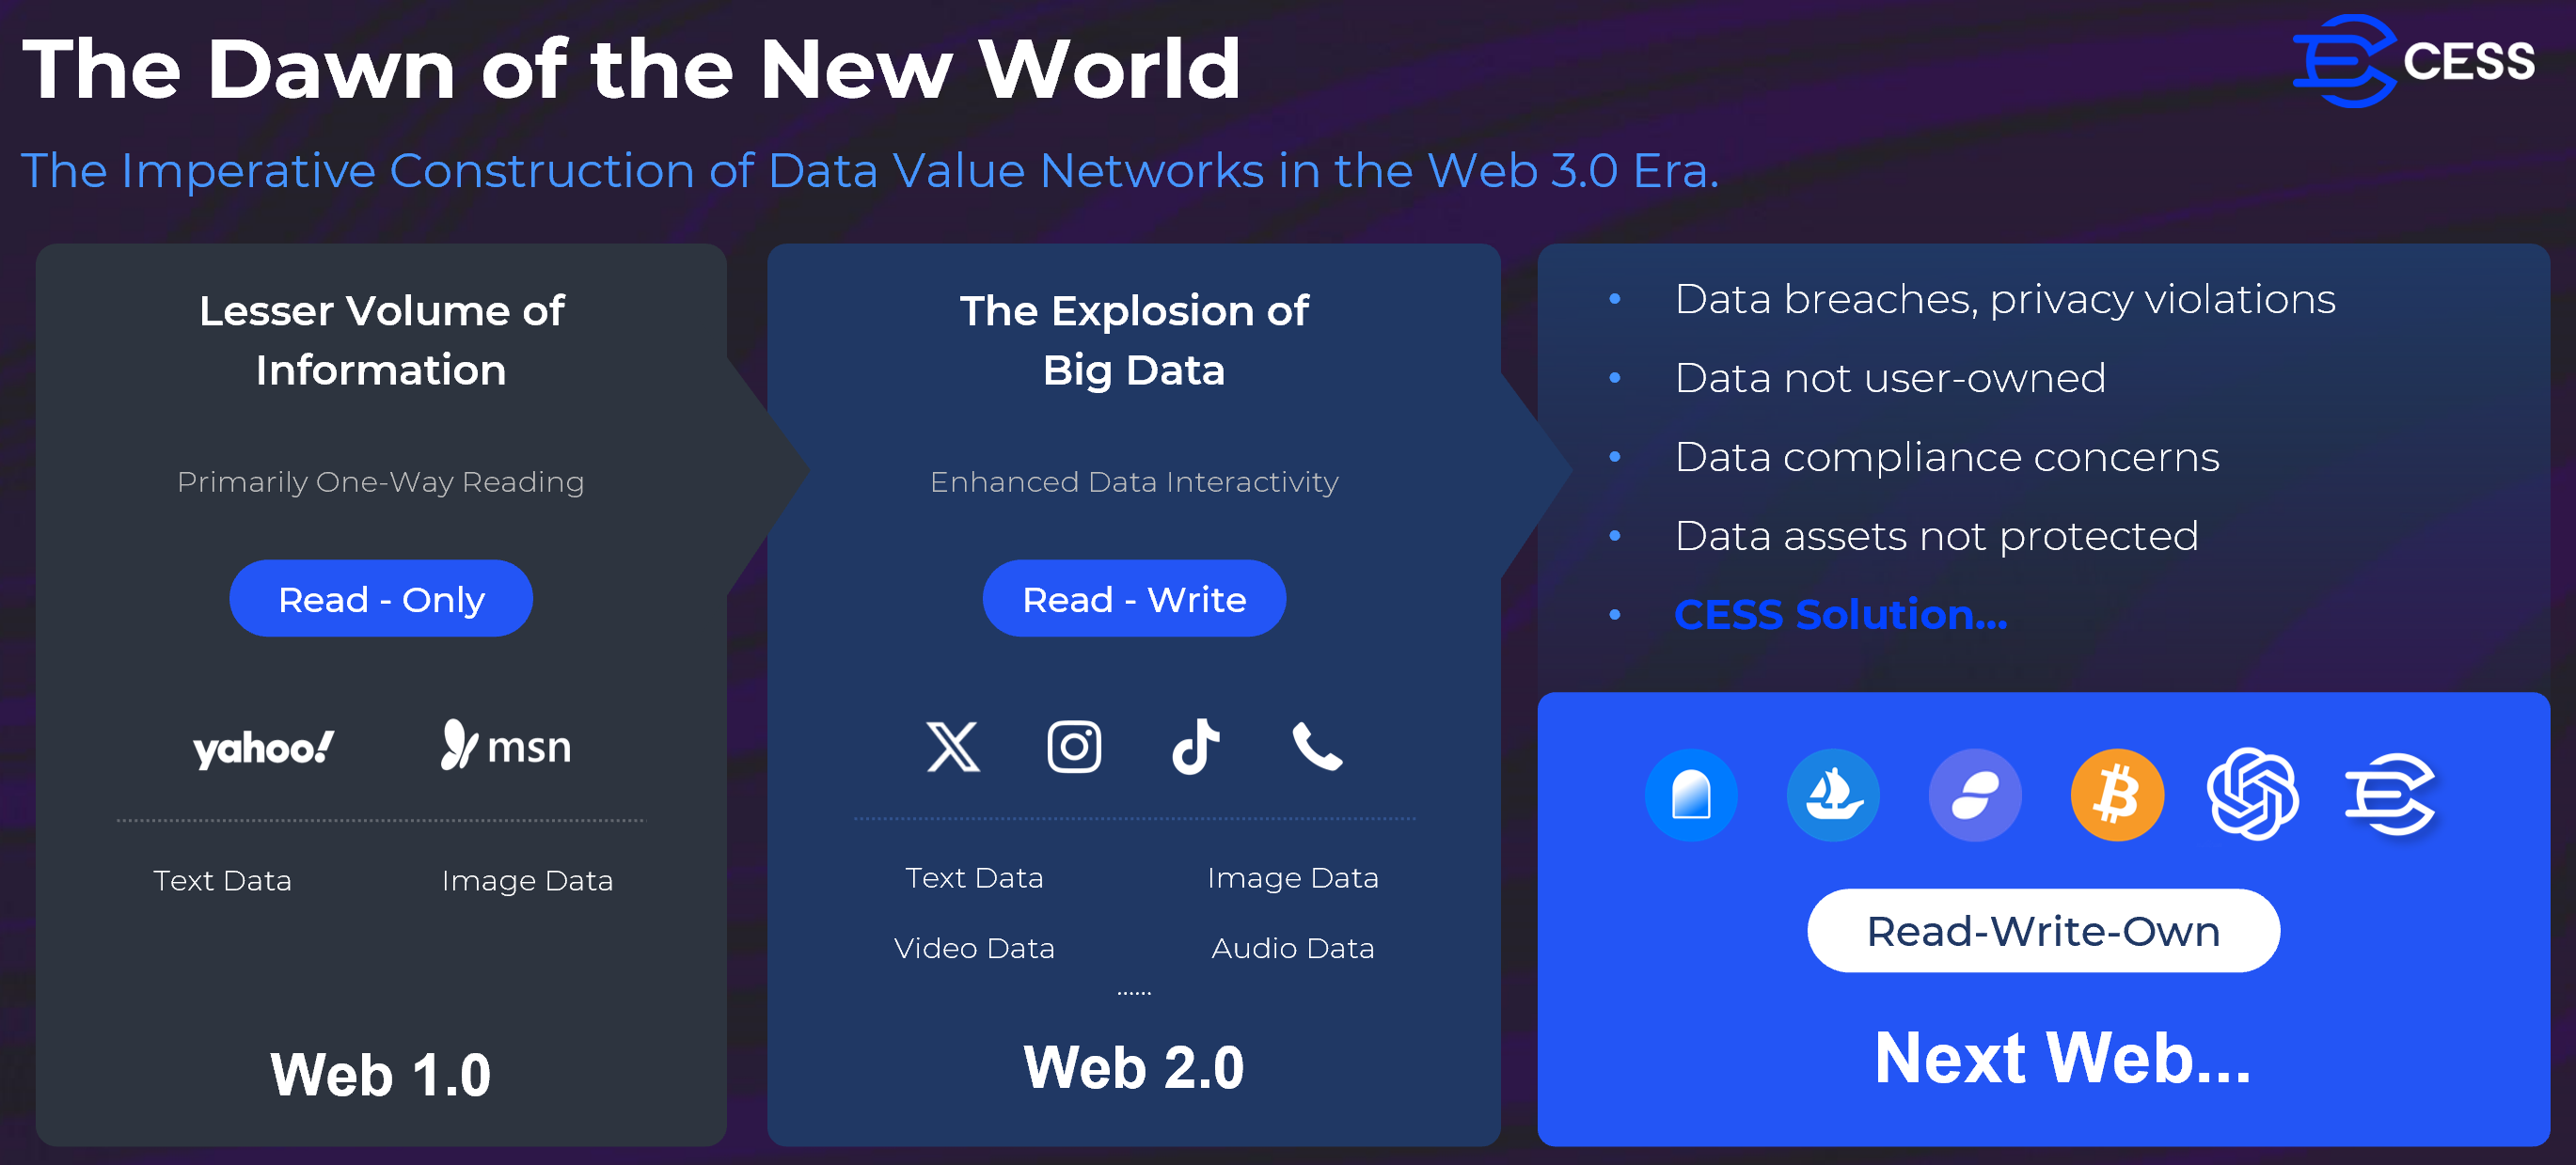 The Dawn of the New World
CESS
The Imperative Construction of Data Value Networks in the Web 3.0 Era.
Lesser Volume of
Information
Primarily One-Way Reading
Read - Only
yahoo! msn
Text Data Image Data
Web 1.0
The Explosion of
Big Data
Enhanced Data Interactivity
Read - Write
Text Data Image Data
Video Data Audio Data
......
Web 2.0
• Data breaches, privacy violations
• Data not user-owned
• Data compliance concerns
• Data assets not protected
• CESS Solution...
Read-Write-Own
Next Web...